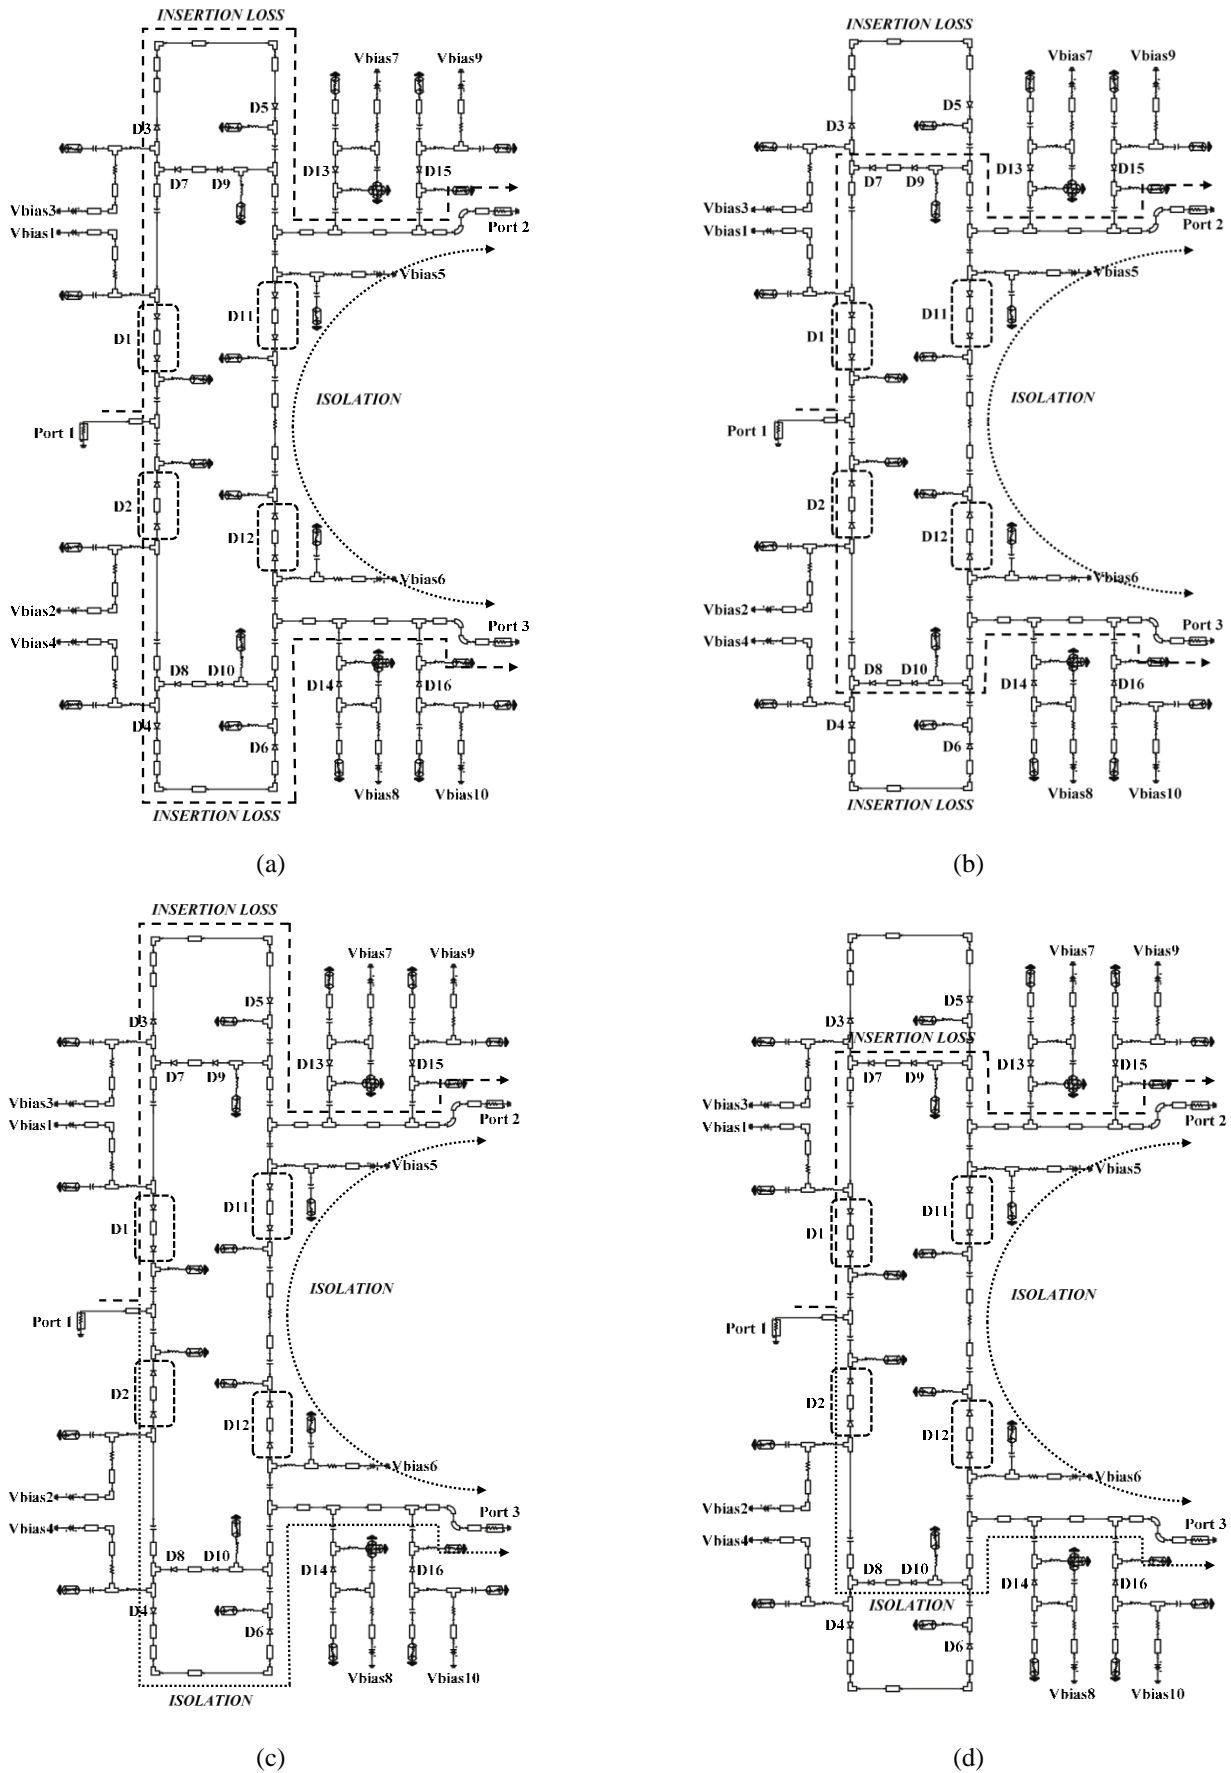 INSERTION LOSS
Vbias7 Vbias9
D5
D3
D13 D15
D7 D9
Vbias3
Vbias1
Port 2
Vbias5
D11
D1
ISOLATION
Port 1
D2
D12
Vbias6
Vbias2
Port 3
Vbias4
D8 D10
D14 D16
D4
D6
Vbias8 Vbias10
INSERTION LOSS
(a)
INSERTION LOSS
Vbias7 Vbias9
D5
D3
D13 D15
D7 D9
Vbias3
Vbias1
Port 2
Vbias5
D11
D1
ISOLATION
Port 1
D2
D12
Vbias6
Vbias2
Port 3
Vbias4
D8 D10
D14 D16
D4
D6
Vbias8 Vbias10
INSERTION LOSS
(b)
INSERTION LOSS
Vbias7 Vbias9
D5
D3
D13 D15
D7 D9
Vbias3
Vbias1
Port 2
Vbias5
D11
D1
ISOLATION
Port 1
D2
D12
Vbias6
Vbias2
Port 3
Vbias4
D8 D10
D14 D16
D4
D6
Vbias8 Vbias10
ISOLATION
(c)
Vbias7 Vbias9
D5
D3
INSERTION LOSS
D13 D15
D7 D9
Vbias3
Vbias1
Port 2
Vbias5
D11
D1
ISOLATION
Port 1
D2
D12
Vbias6
Vbias2
Port 3
Vbias4
D8 D10
D14 D16
ISOLATION
D4
D6
Vbias8 Vbias10
(d)